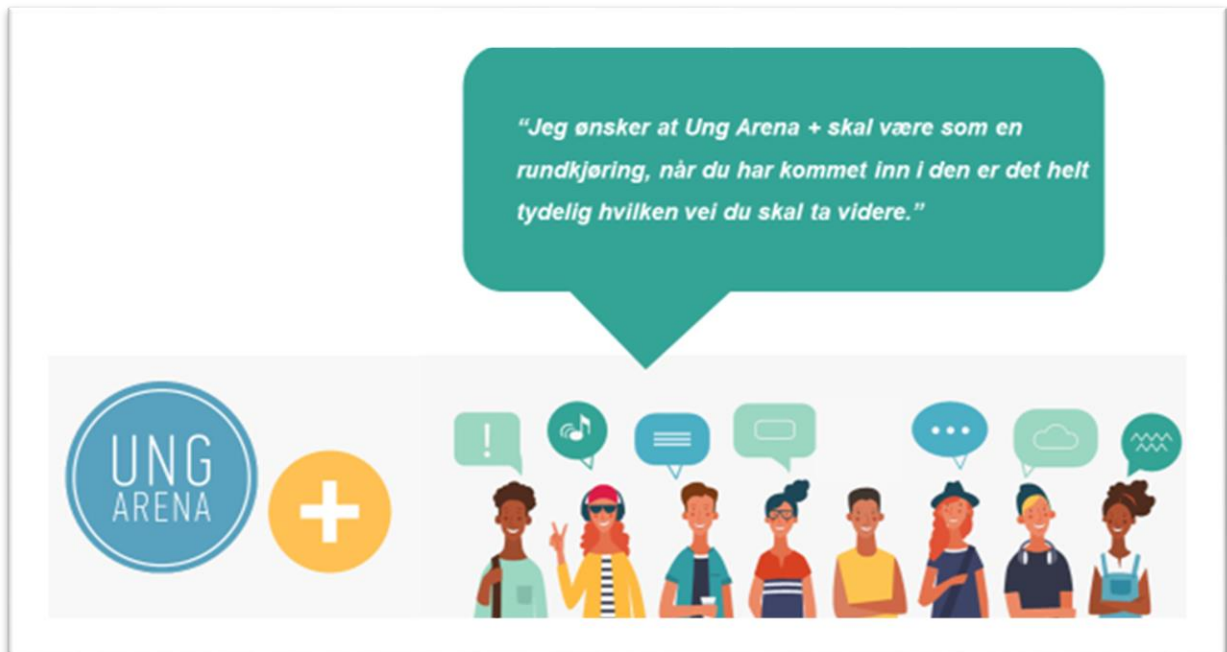 “Jeg ønsker at Ung Arena + skal være som en
rundkjøring, når du har kommet inn i den er det helt
tydelig hvilken vei du skal ta videre.”
UNG
ARENA
+